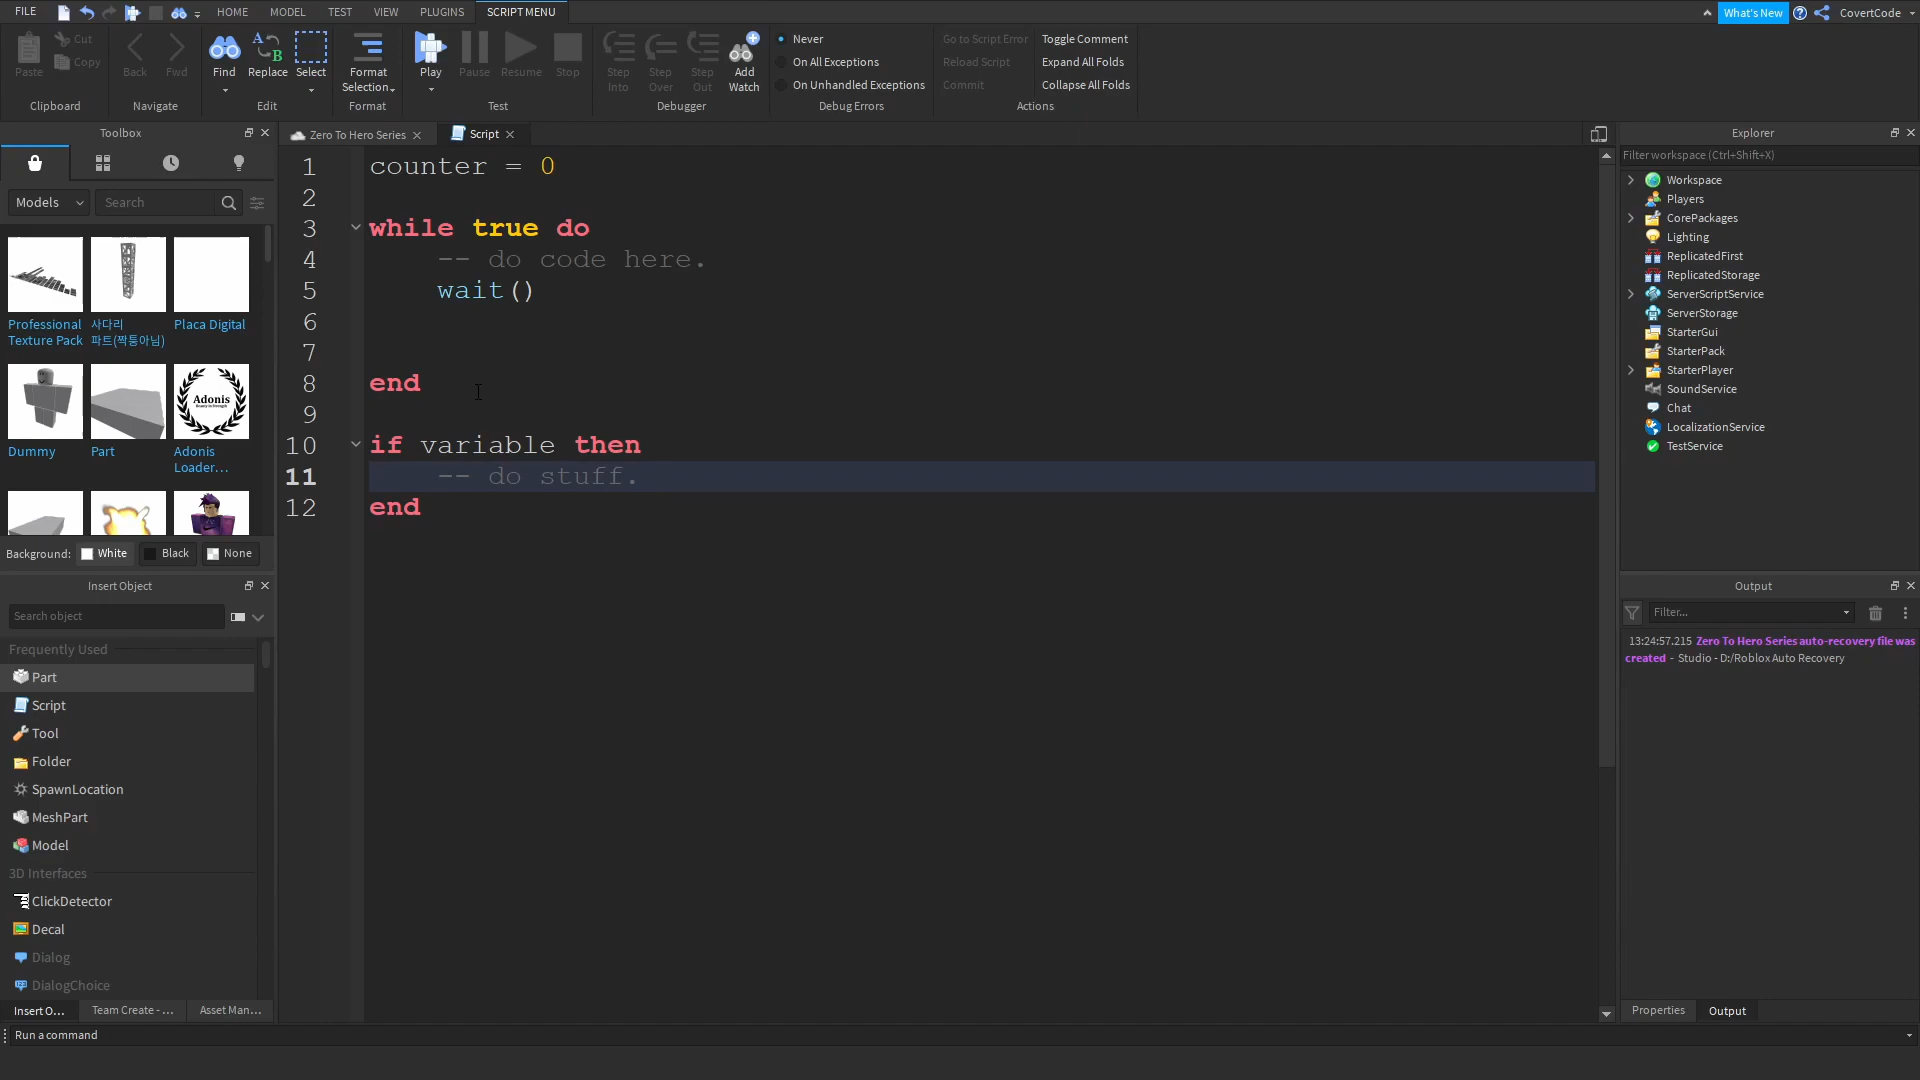 FILE HOME MODEL TEST VIEW PLUGINS SCRIPT MENU What's New CovertCode
Paste Cut Copy Clipboard
Back Fwd Navigate
Find Replace Select Edit
Format Selection Format
Play Pause Resume Stop Test
Step Into Step Over Step Out Add Watch Debugger
Never
On All Exceptions
On Unhandled Exceptions
Debug Errors
Go to Script Error
Reload Script
Commit
Toggle Comment
Expand All Folds
Collapse All Folds
Actions
Toolbox
Models Search
Professional Texture Pack
사다리 파트(짝퉁아님)
Placa Digital
Adonis
Dummy
Part
Adonis Loader...
Background: White Black None
Insert Object
Search object
Frequently Used
Part
Script
Tool
Folder
SpawnLocation
MeshPart
Model
3D Interfaces
ClickDetector
Decal
Dialog
DialogChoice
Insert O... Team Create - ... Asset Man...
Run a command
Zero To Hero Series Script
1 counter = 0
2
3 while true do
4 -- do code here.
5 wait()
6
7
8 end
9
10 if variable then
11 -- do stuff.
12 end
Explorer
Filter workspace (Ctrl+Shift+X)
Workspace
Players
CorePackages
Lighting
ReplicatedFirst
ReplicatedStorage
ServerScriptService
ServerStorage
StarterGui
StarterPack
StarterPlayer
SoundService
Chat
LocalizationService
TestService
Output
Filter...
13:24:57.215 Zero To Hero Series auto-recovery file was
created - Studio - D:/Roblox Auto Recovery
Properties Output